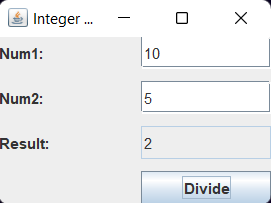 Integer ...
Num1: 10
Num2: 5
Result: 2
Divide